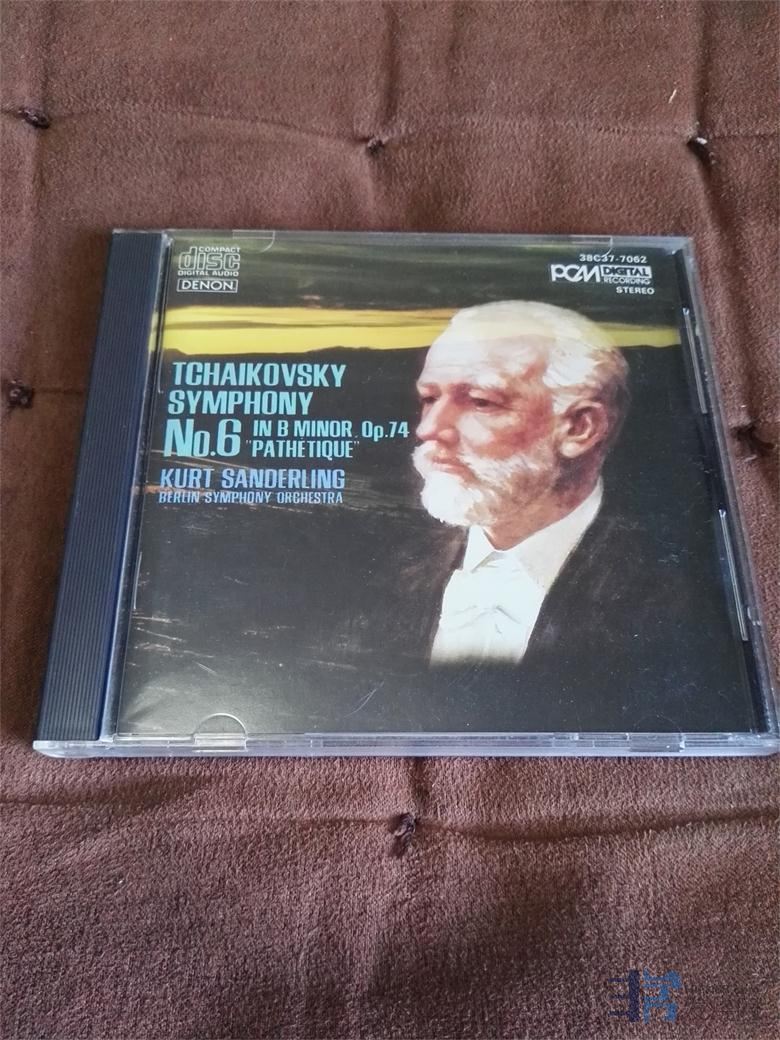 COMPACT
disc
DIGITAL AUDIO
DENON
38C37-7062
PCM DIGITAL
RECORDING
STEREO
TCHAIKOVSKY
SYMPHONY
No.6 IN B MINOR, Op.74
"PATHÉTIQUE"
KURT SANDERLING
BERLIN SYMPHONY ORCHESTRA